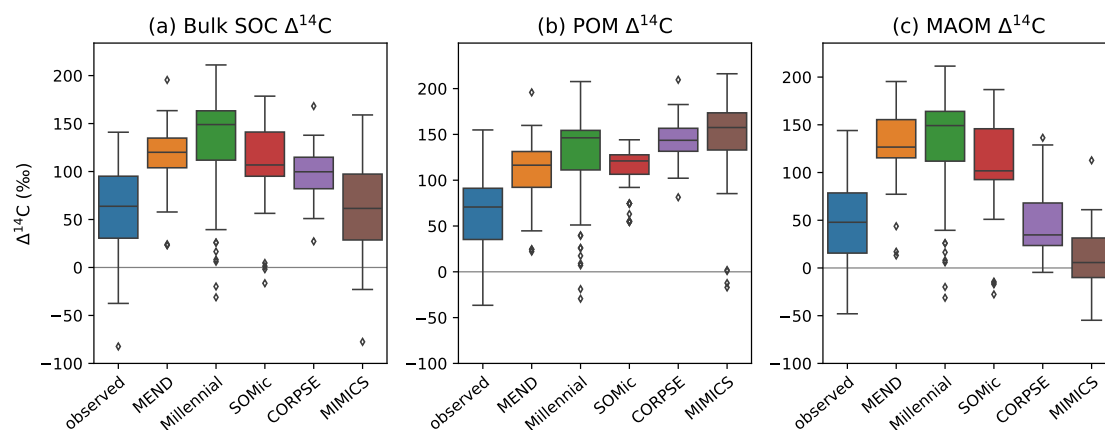 (a) Bulk SOC Δ¹⁴C
(b) POM Δ¹⁴C
(c) MAOM Δ¹⁴C
Δ¹⁴C (‰)
200
150
100
50
0
−50
−100
200
150
100
50
0
−50
−100
200
150
100
50
0
−50
−100
observed
MEND
Millennial
SOMic
CORPSE
MIMICS
observed
MEND
Millennial
SOMic
CORPSE
MIMICS
observed
MEND
Millennial
SOMic
CORPSE
MIMICS